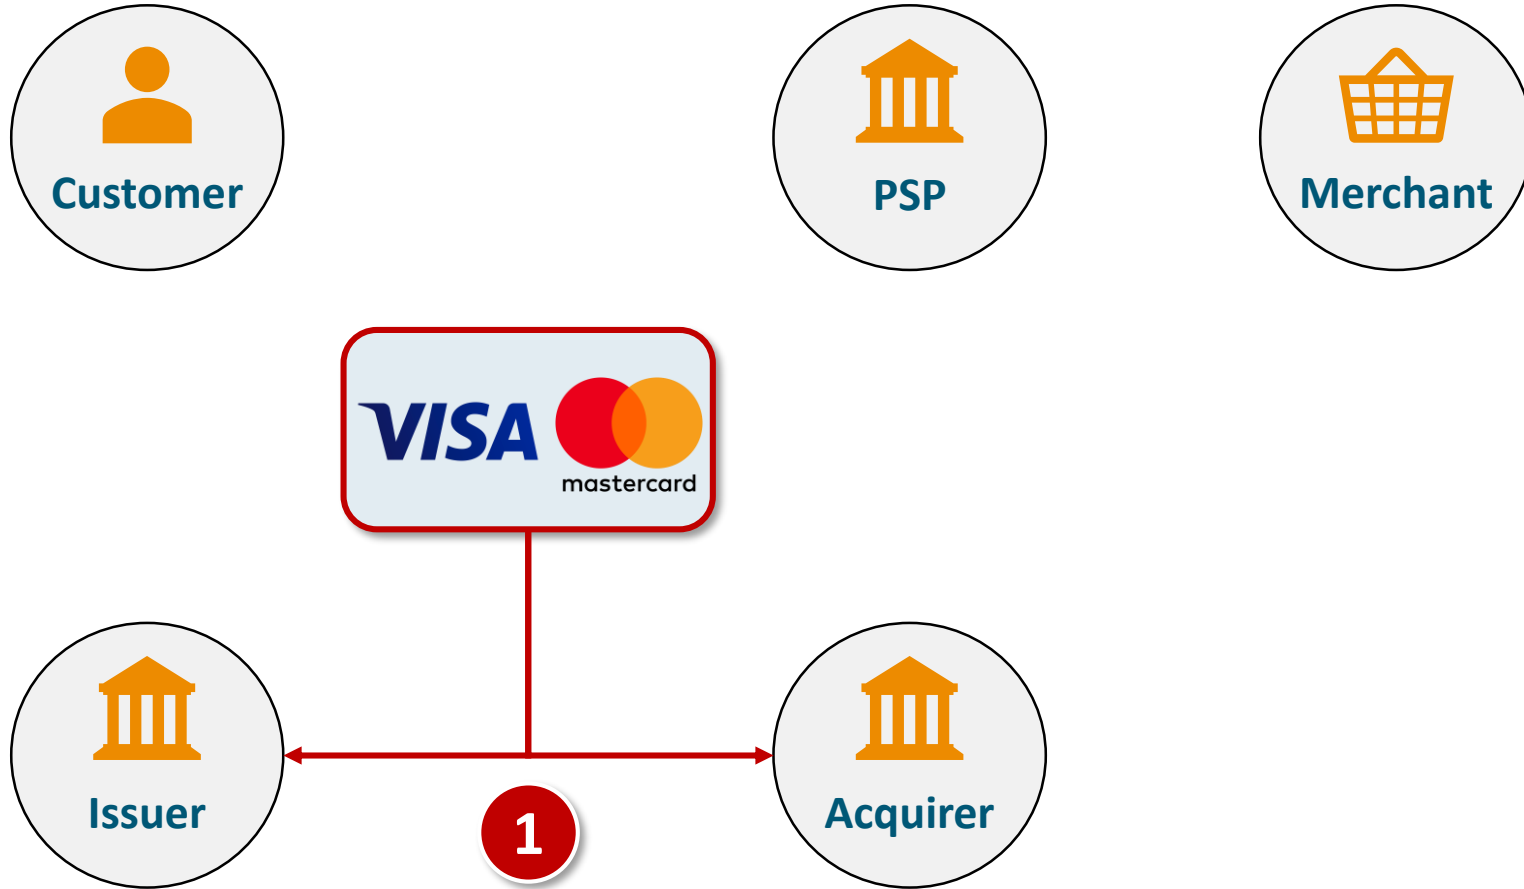 Customer
PSP
Merchant
VISA
mastercard
Issuer
1
Acquirer